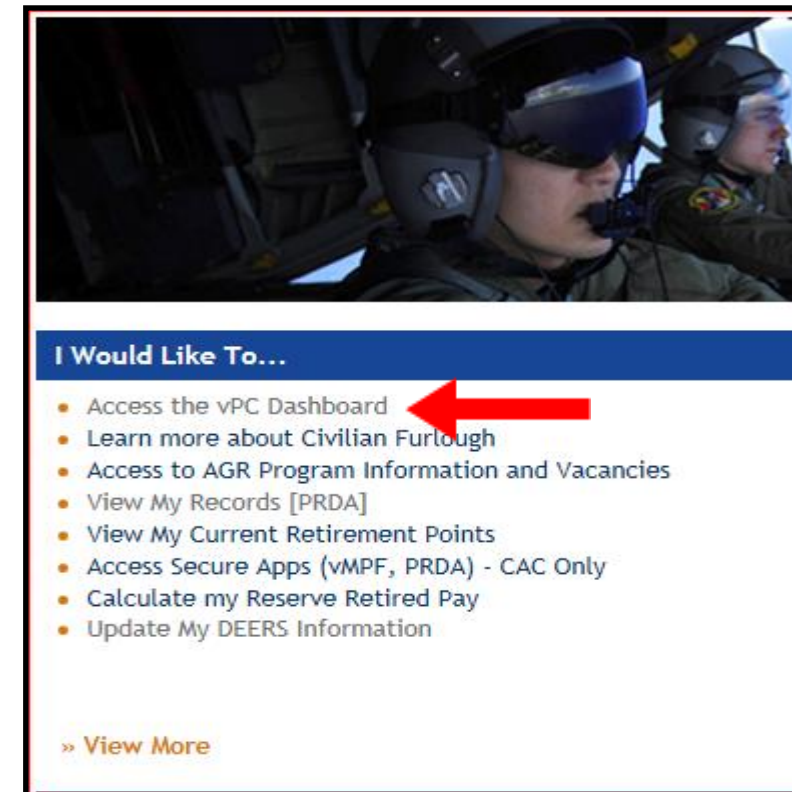 I Would Like To...
• Access the vPC Dashboard
• Learn more about Civilian Furlough
• Access to AGR Program Information and Vacancies
• View My Records [PRDA]
• View My Current Retirement Points
• Access Secure Apps (vMPF, PRDA) - CAC Only
• Calculate my Reserve Retired Pay
• Update My DEERS Information
» View More